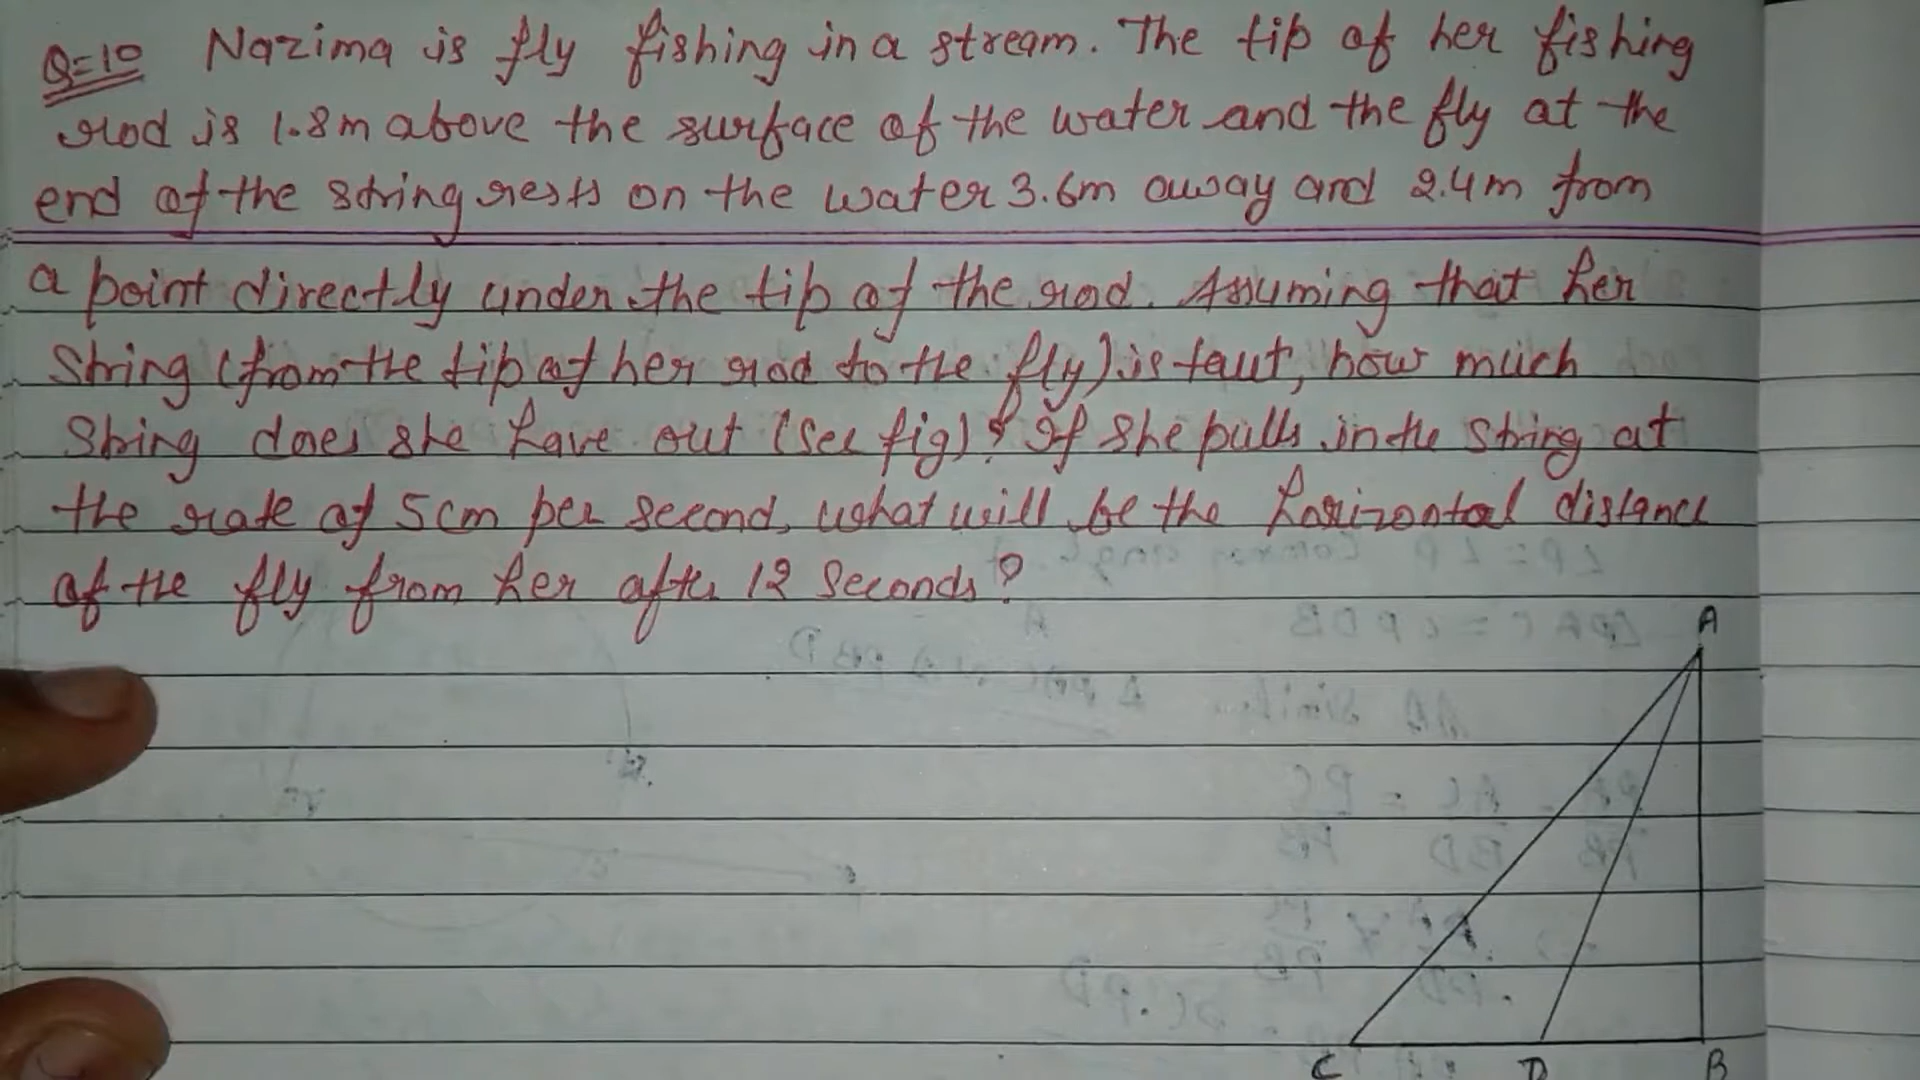 Q=10 Nazima is fly fishing in a stream. The tip of her fishing
rod is 1.8m above the surface of the water and the fly at the
end of the string rests on the water 3.6m away and 2.4m from
a point directly under the tip of the rod. Assuming that her
String (from the tip of her rod to the fly) is taut, how much
String does she have out (See fig)? If she pulls in the string at
the rate of 5cm per second, what will be the horizontal distance
of the fly from her after 12 Seconds?
A
C D B